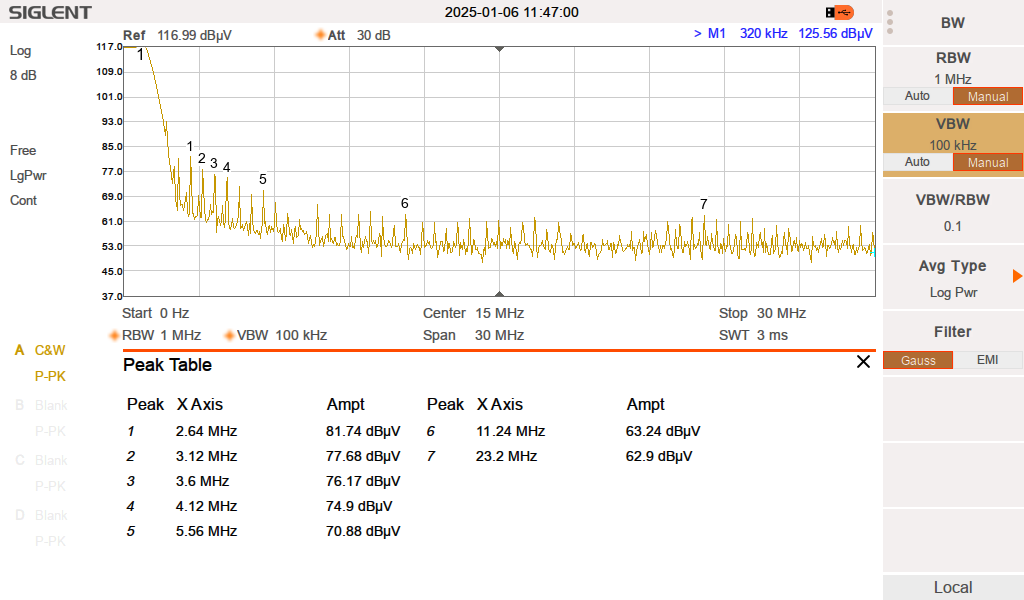 SIGLENT
2025-01-06 11:47:00
Ref 116.99 dBµV
Att 30 dB
> M1 320 kHz 125.56 dBµV
Log
8 dB
Free
LgPwr
Cont
117.0
109.0
101.0
93.0
85.0
77.0
69.0
61.0
53.0
45.0
37.0
1
1
2
3
4
5
6
7
Start 0 Hz
Center 15 MHz
Stop 30 MHz
RBW 1 MHz
VBW 100 kHz
Span 30 MHz
SWT 3 ms
A C&W
P-PK
B Blank
P-PK
C Blank
P-PK
D Blank
P-PK
Peak Table
Peak X Axis Ampt Peak X Axis Ampt
1 2.64 MHz 81.74 dBµV 6 11.24 MHz 63.24 dBµV
2 3.12 MHz 77.68 dBµV 7 23.2 MHz 62.9 dBµV
3 3.6 MHz 76.17 dBµV
4 4.12 MHz 74.9 dBµV
5 5.56 MHz 70.88 dBµV
BW
RBW
1 MHz
Auto Manual
VBW
100 kHz
Auto Manual
VBW/RBW
0.1
Avg Type
Log Pwr
Filter
Gauss EMI
Local